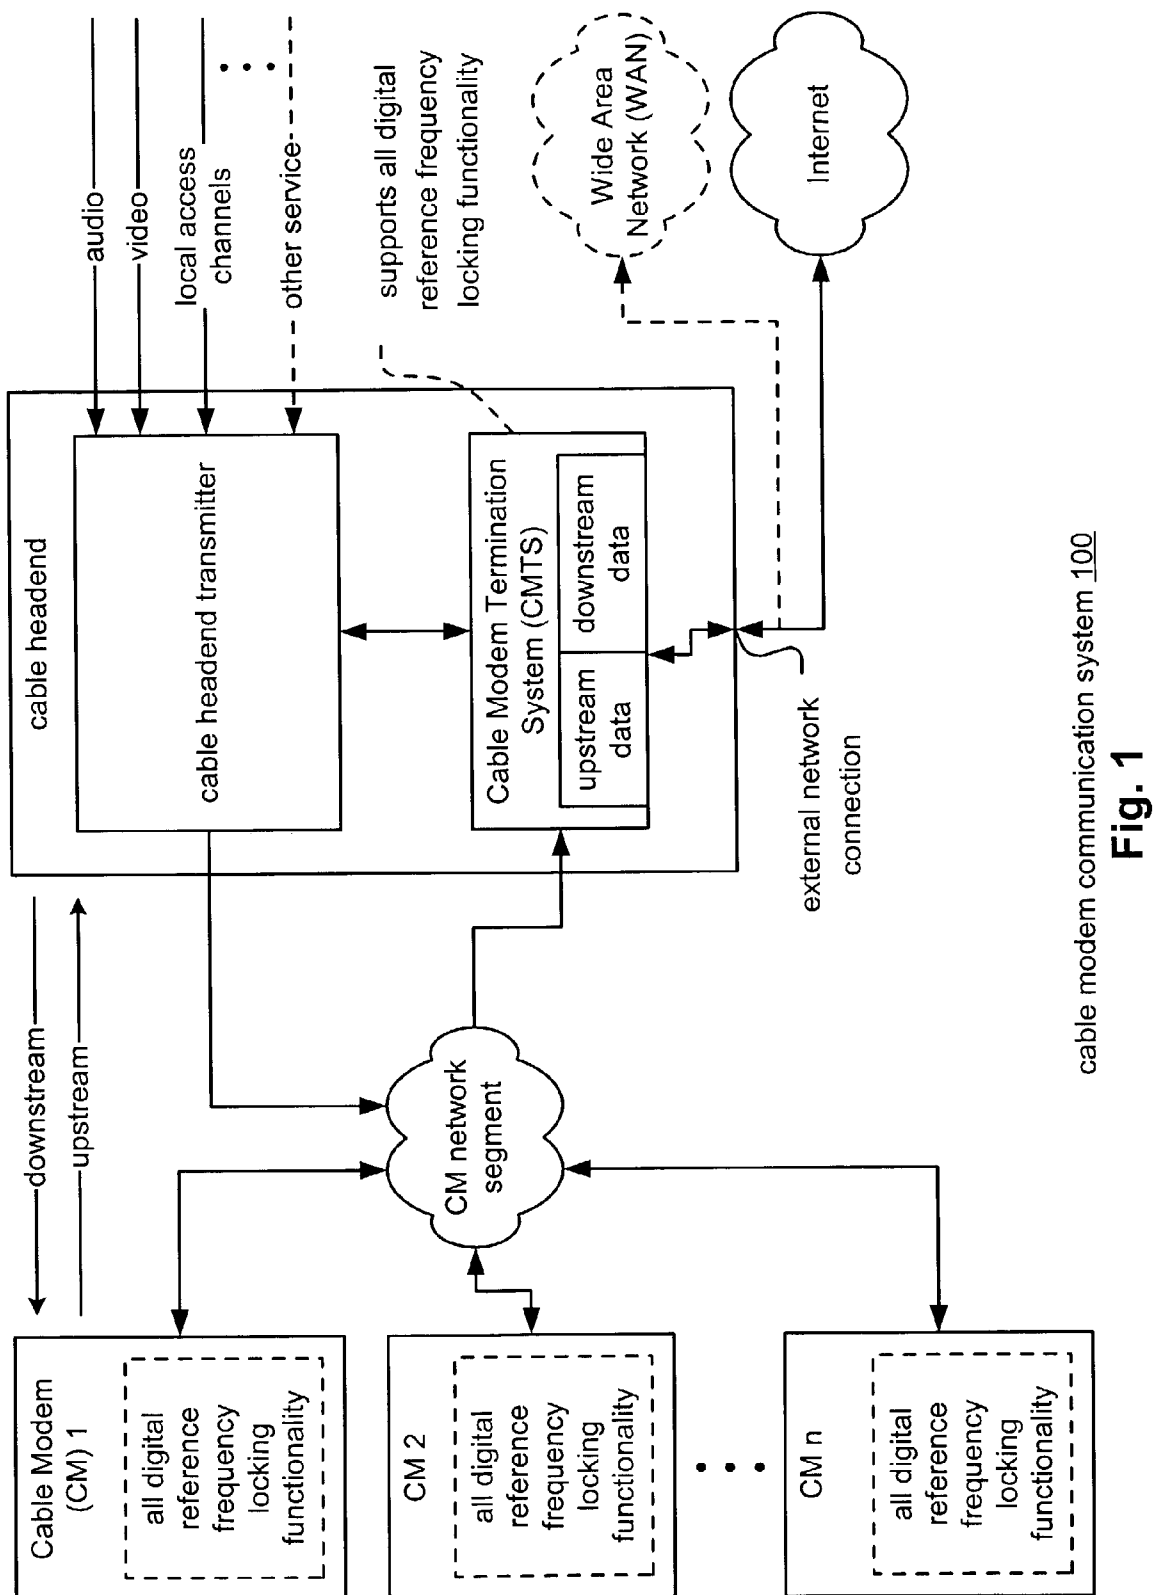 Cable Modem
(CM) 1
all digital
reference
frequency
locking
functionality
CM 2
all digital
reference
frequency
locking
functionality
CM n
all digital
reference
frequency
locking
functionality
downstream
upstream
CM network
segment
cable headend
cable headend transmitter
Cable Modem Termination
System (CMTS)
upstream
data
downstream
data
external network
connection
audio
video
local access
channels
other service
supports all digital
reference frequency
locking functionality
Wide Area
Network (WAN)
Internet
cable modem communication system 100
Fig. 1